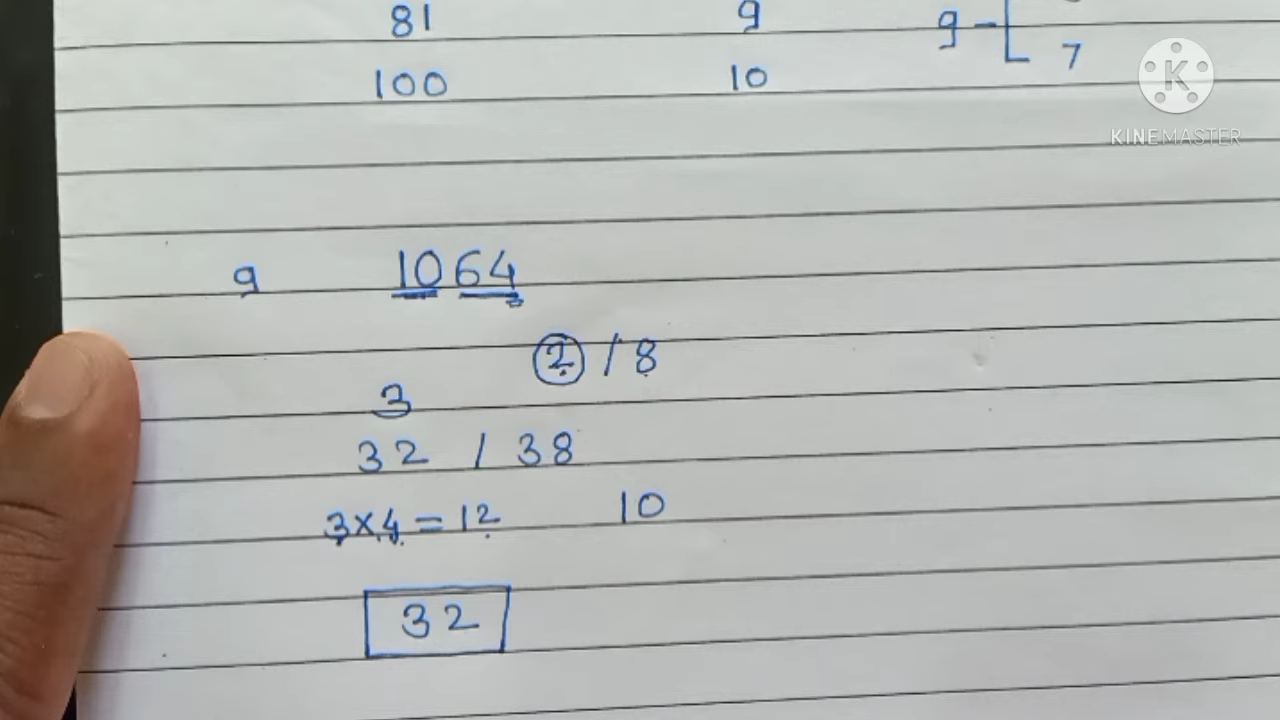 81 9
100 10 9 - 7
KINEMASTER
9 1064
2 / 8
3
32 / 38
3×4 = 12 10
32